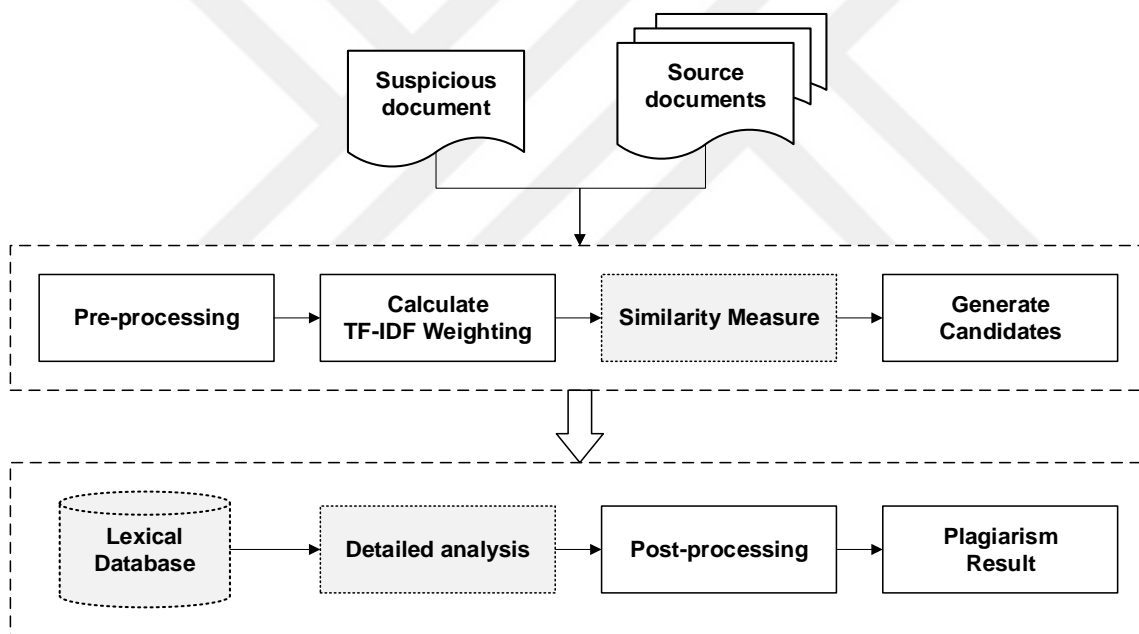 Suspicious
document
Source
documents
Pre-processing
Calculate
TF-IDF Weighting
Similarity Measure
Generate
Candidates
Lexical
Database
Detailed analysis
Post-processing
Plagiarism
Result